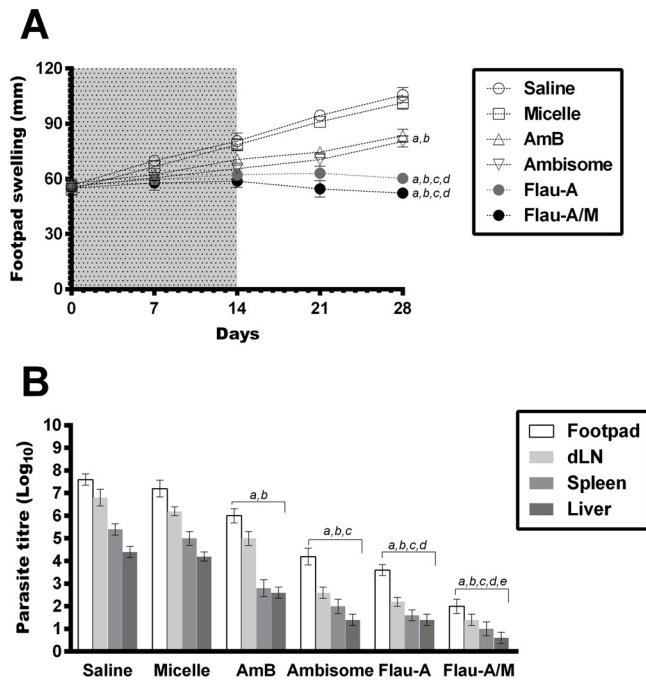 A
Footpad swelling (mm)
120
90
60
30
0
0 7 14 21 28
Days
a,b
a,b,c,d
a,b,c,d
Saline
Micelle
AmB
Ambisome
Flau-A
Flau-A/M
B
Parasite titre (Log10)
10
9
8
7
6
5
4
3
2
1
0
a,b
a,b,c
a,b,c,d
a,b,c,d,e
Saline Micelle AmB Ambisome Flau-A Flau-A/M
Footpad
dLN
Spleen
Liver